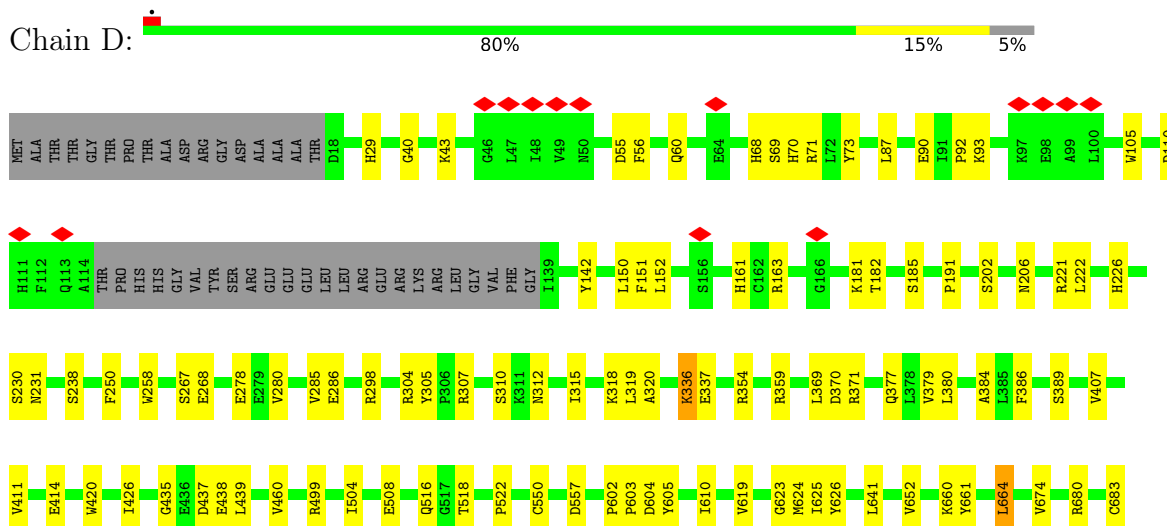 Chain D:
80% 15% 5%
MET ALA THR THR GLY THR PRO THR ALA ASP ARG GLY ASP ALA ALA ALA THR D18 H29 G40 K43 G46 L47 I48 V49 N50 D55 F56 Q60 E64 H68 S69 H70 R71 L72 Y73 L87 E90 I91 P92 K93 K97 E98 A99 L100 W105
H111 F112 Q113 A114 THR PRO HIS HIS GLY VAL TYR SER ARG GLU GLU GLU LEU LEU ARG GLU ARG LYS ARG LEU GLY VAL PHE GLY I139 Y142 L150 F151 L152 S156 H161 C162 R163 G166 K181 T182 S185 P191 S202 N206 R221 L222 H226
S230 N231 S238 F250 W258 S267 E268 E278 E279 V280 V285 E286 R298 R304 Y305 P306 R307 S310 K311 N312 I315 K318 L319 A320 K336 E337 R354 R359 L369 D370 R371 Q377 L378 V379 L380 A384 L385 F386 S389 V407
V411 E414 W420 I426 G435 E436 D437 E438 L439 V460 R499 I504 E508 Q516 G517 T518 P522 C550 D557 P602 P603 D604 Y605 I610 V619 G623 M624 I625 Y626 L641 V652 K660 Y661 L664 V674 R680 C683